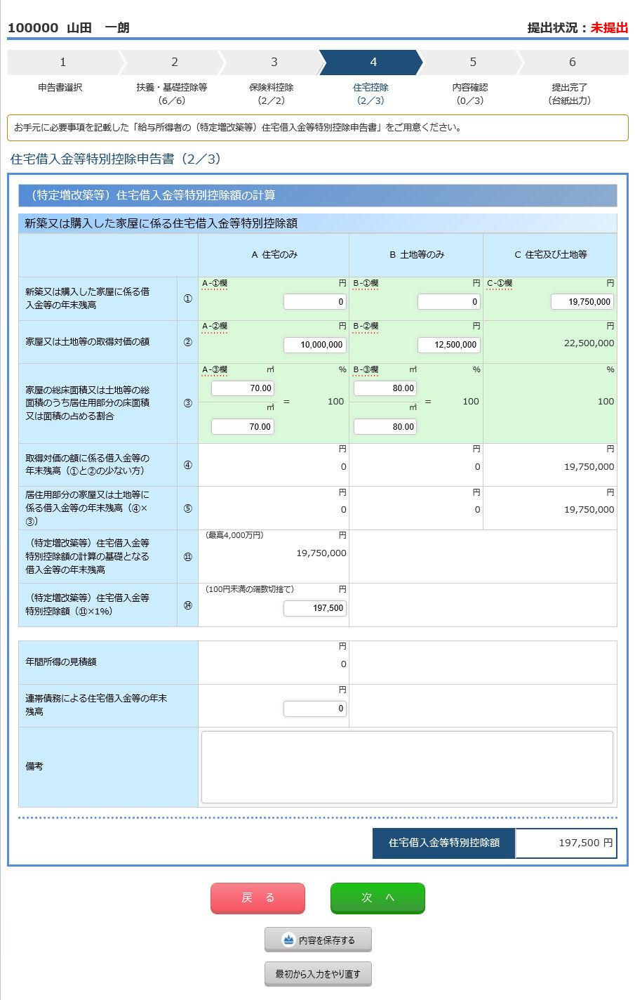 100000 山田　一朗
提出状況：未提出
1 2 3 4 5 6
申告書選択
扶義・基礎控除等
（6／6）
保険料控除
（2／2）
住宅控除
（2／3）
内容確認
（0／3）
提出完了
（台紙出力）
お手元に必要事項を記載した「給与所得者の（特定増改築等）住宅借入金等特別控除申告書」をご用意ください。
住宅借入金等特別控除申告書（2／3）
（特定増改築等）住宅借入金等特別控除額の計算
新築又は購入した家屋に係る住宅借入金等特別控除額
A 住宅のみ
B 土地等のみ
C 住宅及び土地等
新築又は購入した家屋に係る借
入金等の年末残高
①
A-①欄 円
0
B-①欄 円
0
C-①欄 円
19,750,000
家屋又は土地等の取得対価の額
②
A-②欄 円
10,000,000
B-②欄 円
12,500,000
円
22,500,000
家屋の総床面積又は土地等の総
面積のうち居住用部分の床面積
又は面積の占める割合
③
A-③欄 ㎡ %
70.00
㎡ = 100
70.00
B-③欄 ㎡ %
80.00
㎡ = 100
80.00
%
100
取得対価の額に係る借入金等の
年末残高（①と②の少ない方）
④
円
0
円
0
円
19,750,000
居住用部分の家屋又は土地等に
係る借入金等の年末残高（④×
③）
⑤
円
0
円
0
円
19,750,000
（特定増改築等）住宅借入金等
特別控除額の計算の基礎となる
借入金等の年末残高
⑪
（最高4,000万円） 円
19,750,000
（特定増改築等）住宅借入金等
特別控除額（⑪×1%）
⑭
（100円未満の端数切捨て） 円
197,500
年間所得の見積額
円
0
連帯債務による住宅借入金等の年末
残高
円
0
備考
住宅借入金等特別控除額 197,500 円
戻　る
次　へ
内容を保存する
最初から入力をやり直す